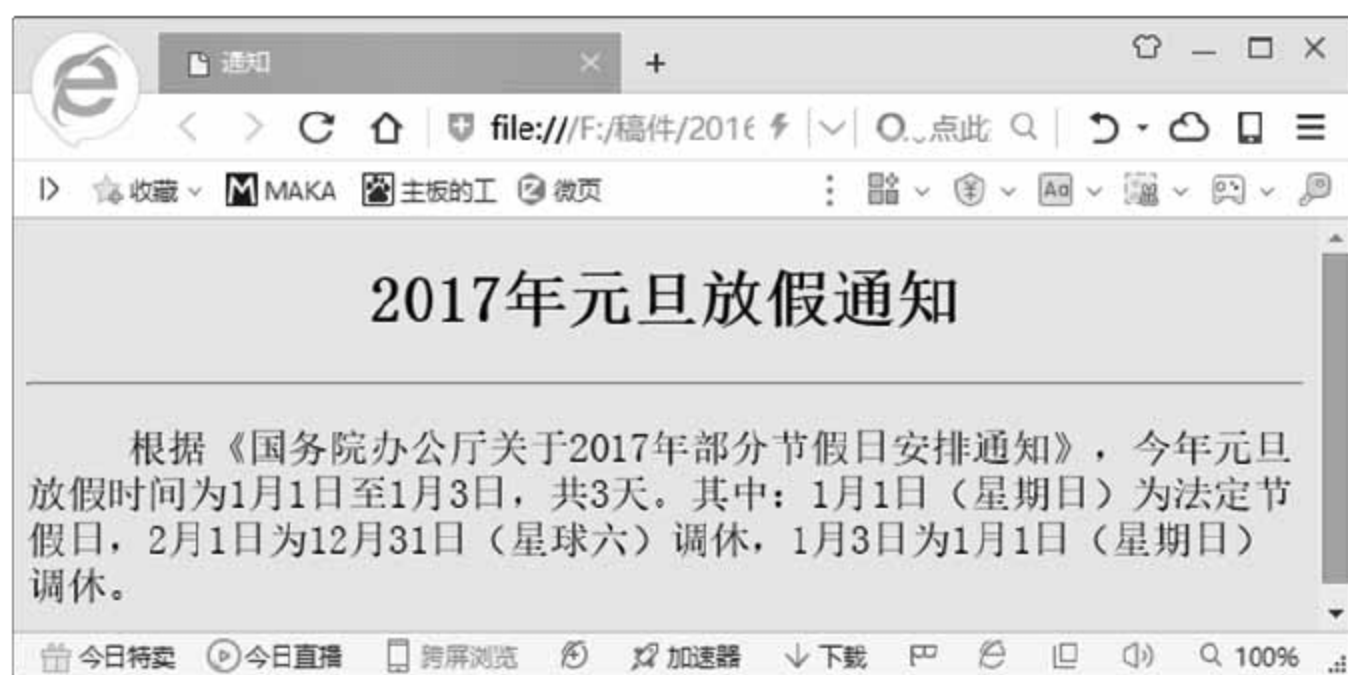 通知
file:///F:/稿件/2016 点此
收藏 MAKA 主板的工 微页
2017年元旦放假通知
根据《国务院办公厅关于2017年部分节假日安排通知》，今年元旦
放假时间为1月1日至1月3日，共3天。其中：1月1日（星期日）为法定节
假日，2月1日为12月31日（星球六）调休，1月3日为1月1日（星期日）
调休。
今日特卖 今日直播 跨屏浏览 加速器 下载 100%